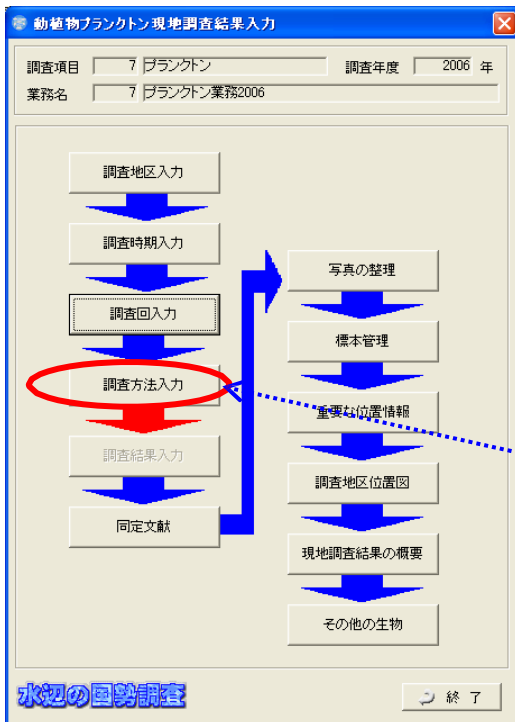 動植物プランクトン現地調査結果入力
調査項目 7 プランクトン 調査年度 2006 年
業務名 7 プランクトン業務2006
調査地区入力
調査時期入力
調査回入力
調査方法入力
調査結果入力
同定文献
写真の整理
標本管理
重要な位置情報
調査地区位置図
現地調査結果の概要
その他の生物
水辺の国勢調査
終 了